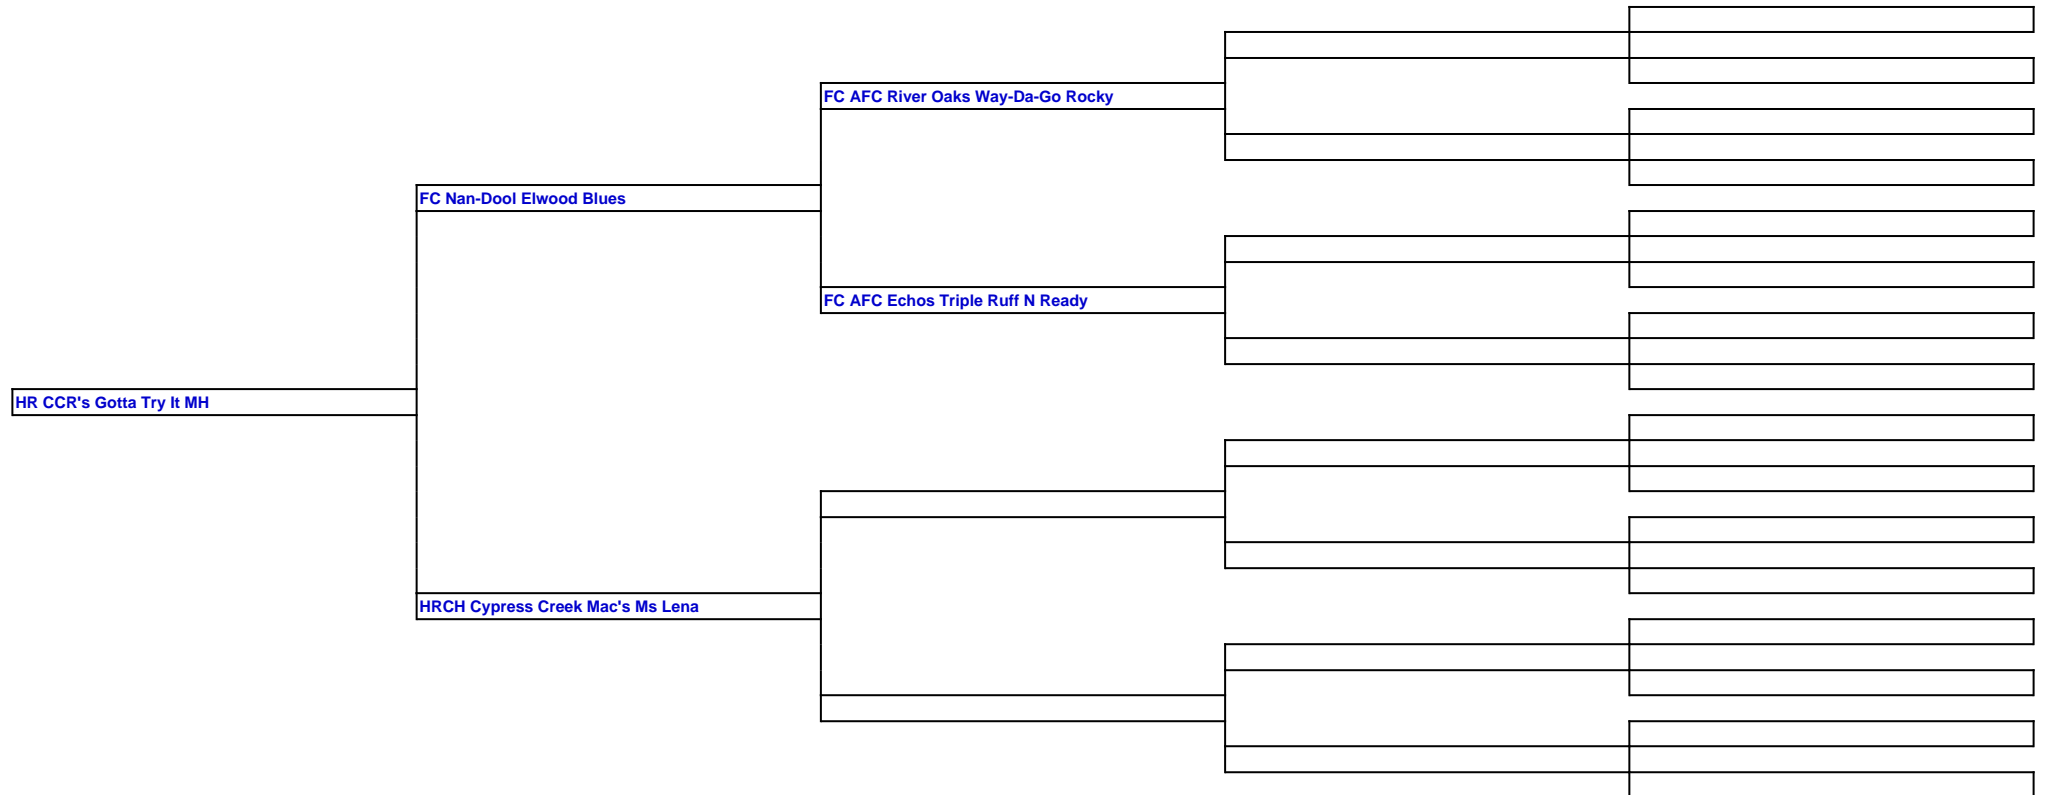 FC AFC River Oaks Way-Da-Go Rocky
FC Nan-Dool Elwood Blues
FC AFC Echos Triple Ruff N Ready
HR CCR's Gotta Try It MH
HRCH Cypress Creek Mac's Ms Lena